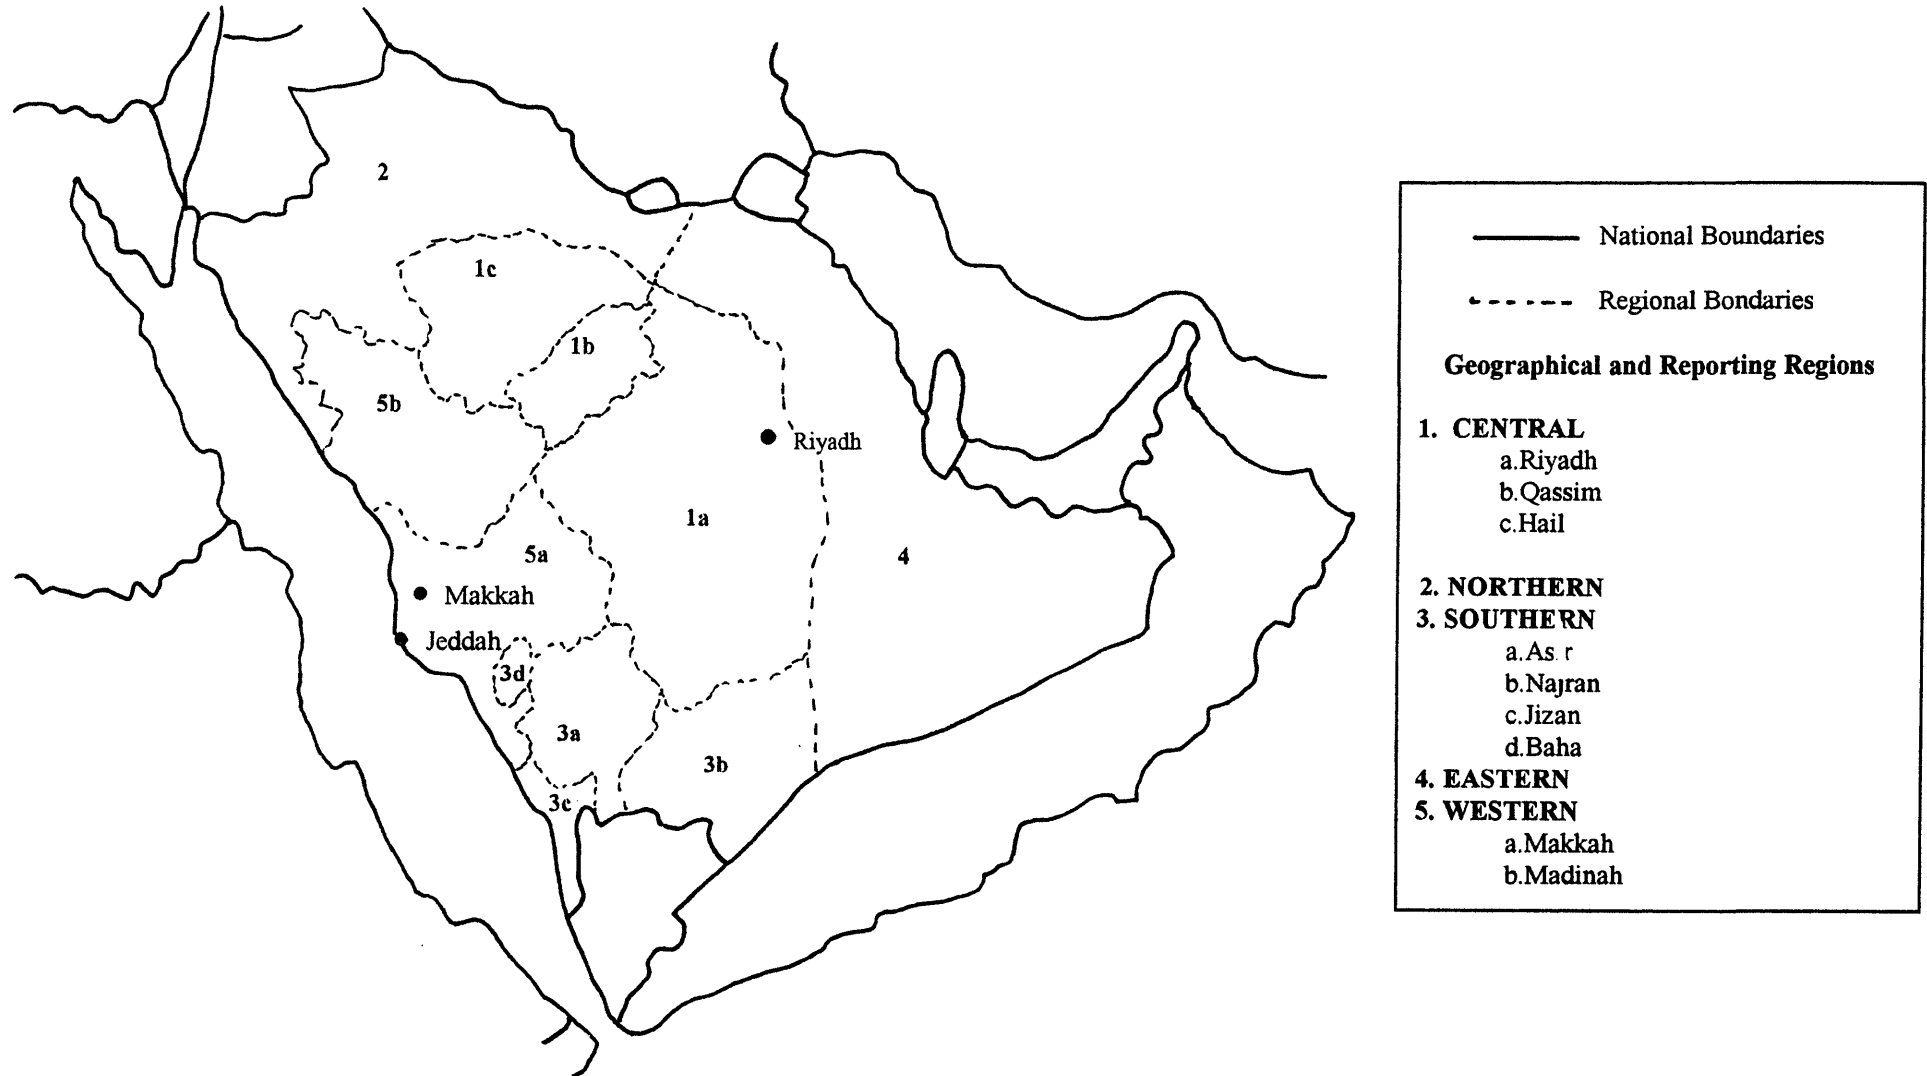 2
1c
1b
5b
Riyadh
1a
5a
4
Makkah
Jeddah
3d
3a
3b
3c
National Boundaries
Regional Bondaries
Geographical and Reporting Regions
1. CENTRAL
a.Riyadh
b.Qassim
c.Hail
2. NORTHERN
3. SOUTHERN
b.Najran
c.Jizan
d.Baha
4. EASTERN
5. WESTERN
a.Makkah
b.Madinah